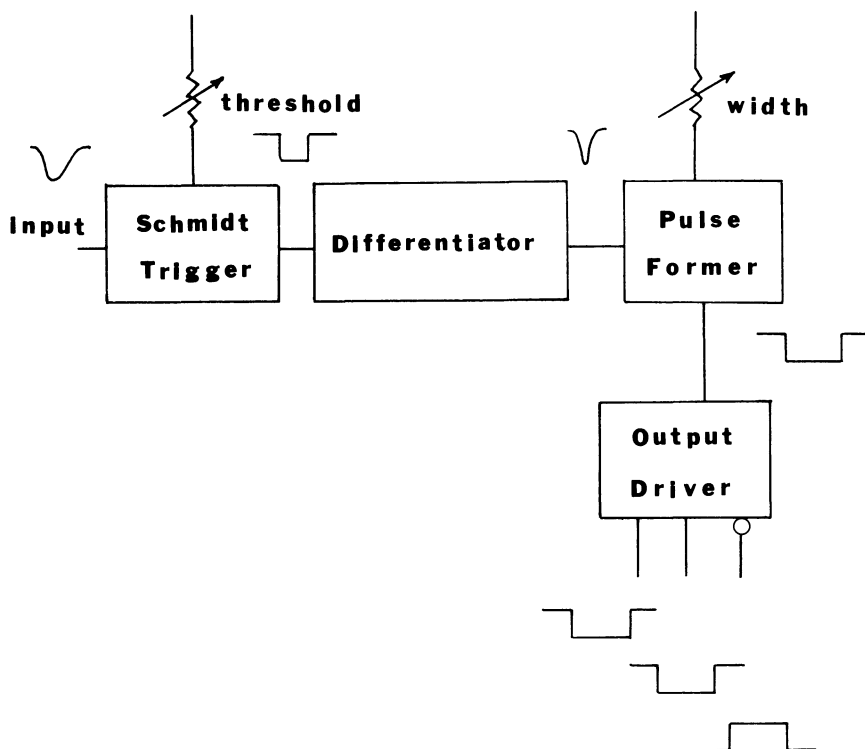 threshold
width
Input
Schmidt
Trigger
Differentiator
Pulse
Former
Output
Driver